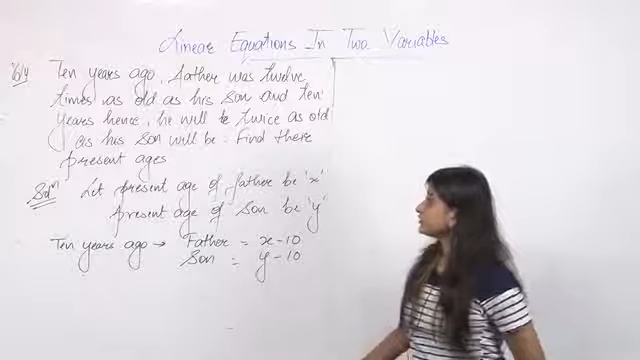 Linear Equations In Two Variables
Ten years ago, father was twelve
times as old as his son and ten
years hence, he will be twice as old
as his son will be. Find there
present ages
Solⁿ Let present age of father be 'x'
present age of son be 'y'
Ten years ago → Father = x-10
Son = y-10